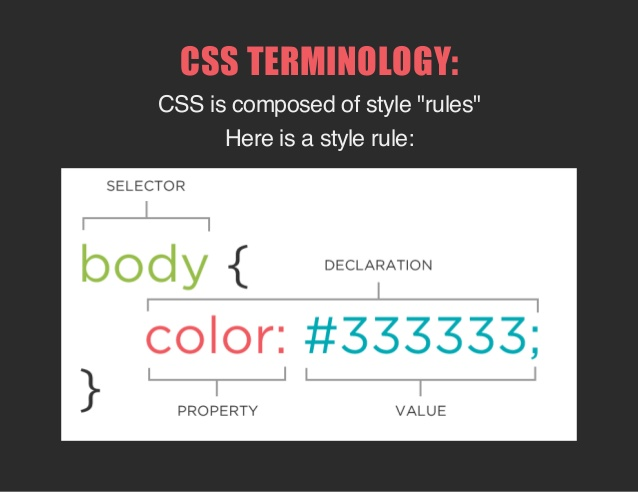 CSS TERMINOLOGY:
CSS is composed of style "rules"
Here is a style rule:
SELECTOR
body {
DECLARATION
color: #333333;
}
PROPERTY VALUE